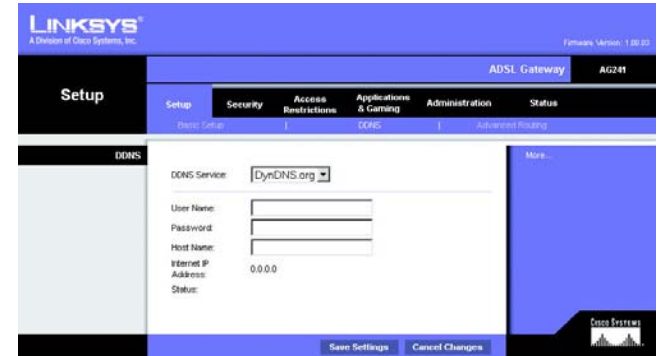 LINKSYS®
A Division of Cisco Systems, Inc.
Firmware Version: 1.00.03
ADSL Gateway AG241
Setup
Setup Security Access Restrictions Applications & Gaming Administration Status
Basic Setup | DDNS | Advanced Routing
DDNS
More...
DDNS Service: DynDNS.org
User Name:
Password:
Host Name:
Internet IP
Address: 0.0.0.0
Status:
Save Settings Cancel Changes
CISCO SYSTEMS